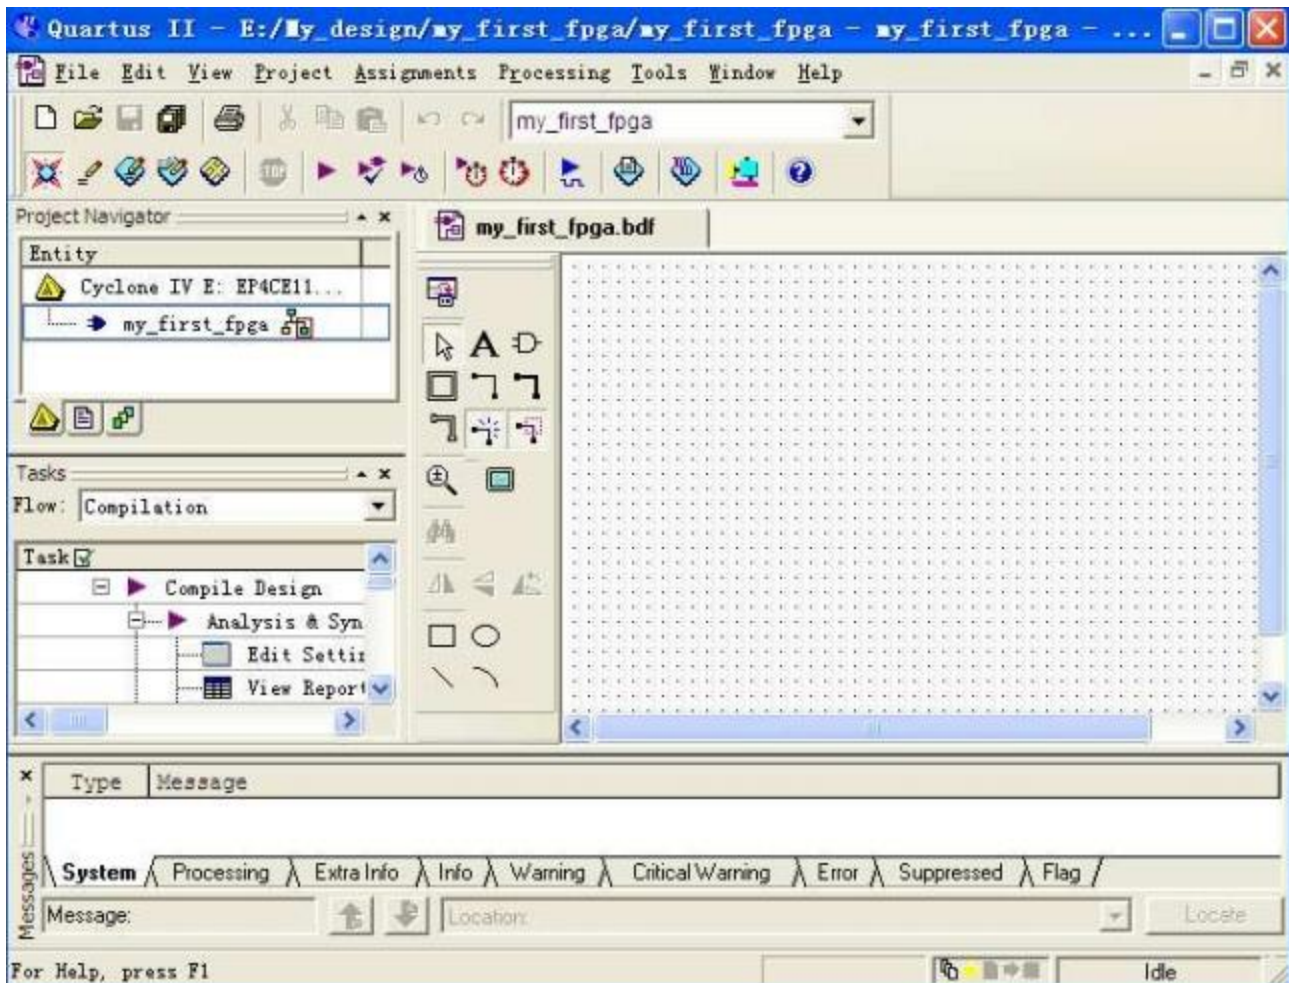 Quartus II - E:/My_design/my_first_fpga/my_first_fpga - my_first_fpga - ...
File Edit View Project Assignments Processing Tools Window Help
my_first_fpga
STOP
Project Navigator
my_first_fpga.bdf
Entity
Cyclone IV E: EP4CE11...
my_first_fpga
A
Tasks
Flow: Compilation
Task
Compile Design
Analysis & Syn
Edit Settin
View Report
Type Message
System Processing Extra Info Info Warning Critical Warning Error Suppressed Flag
Messages
Message: Location: Locate
For Help, press F1 Idle